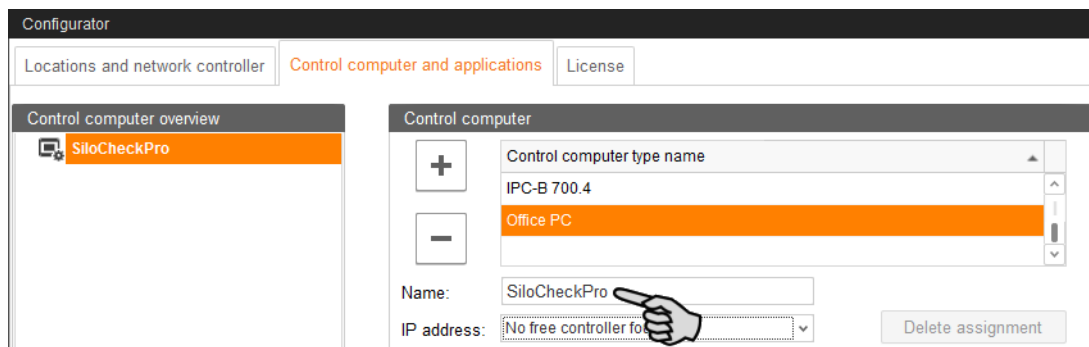 Configurator
Locations and network controller
Control computer and applications
License
Control computer overview
SiloCheckPro
Control computer
Control computer type name
IPC-B 700.4
Office PC
Name:
SiloCheckPro
IP address:
No free controller
Delete assignment